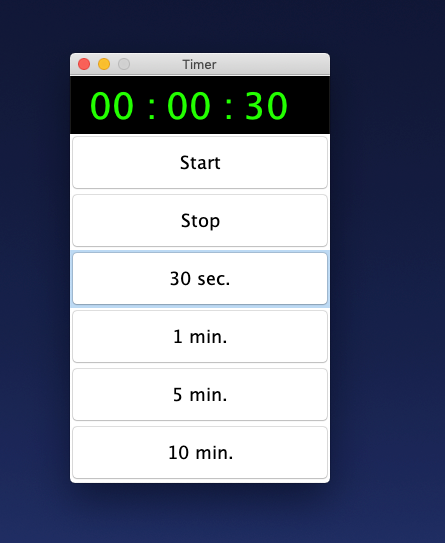 Timer
00 : 00 : 30
Start
Stop
30 sec.
1 min.
5 min.
10 min.